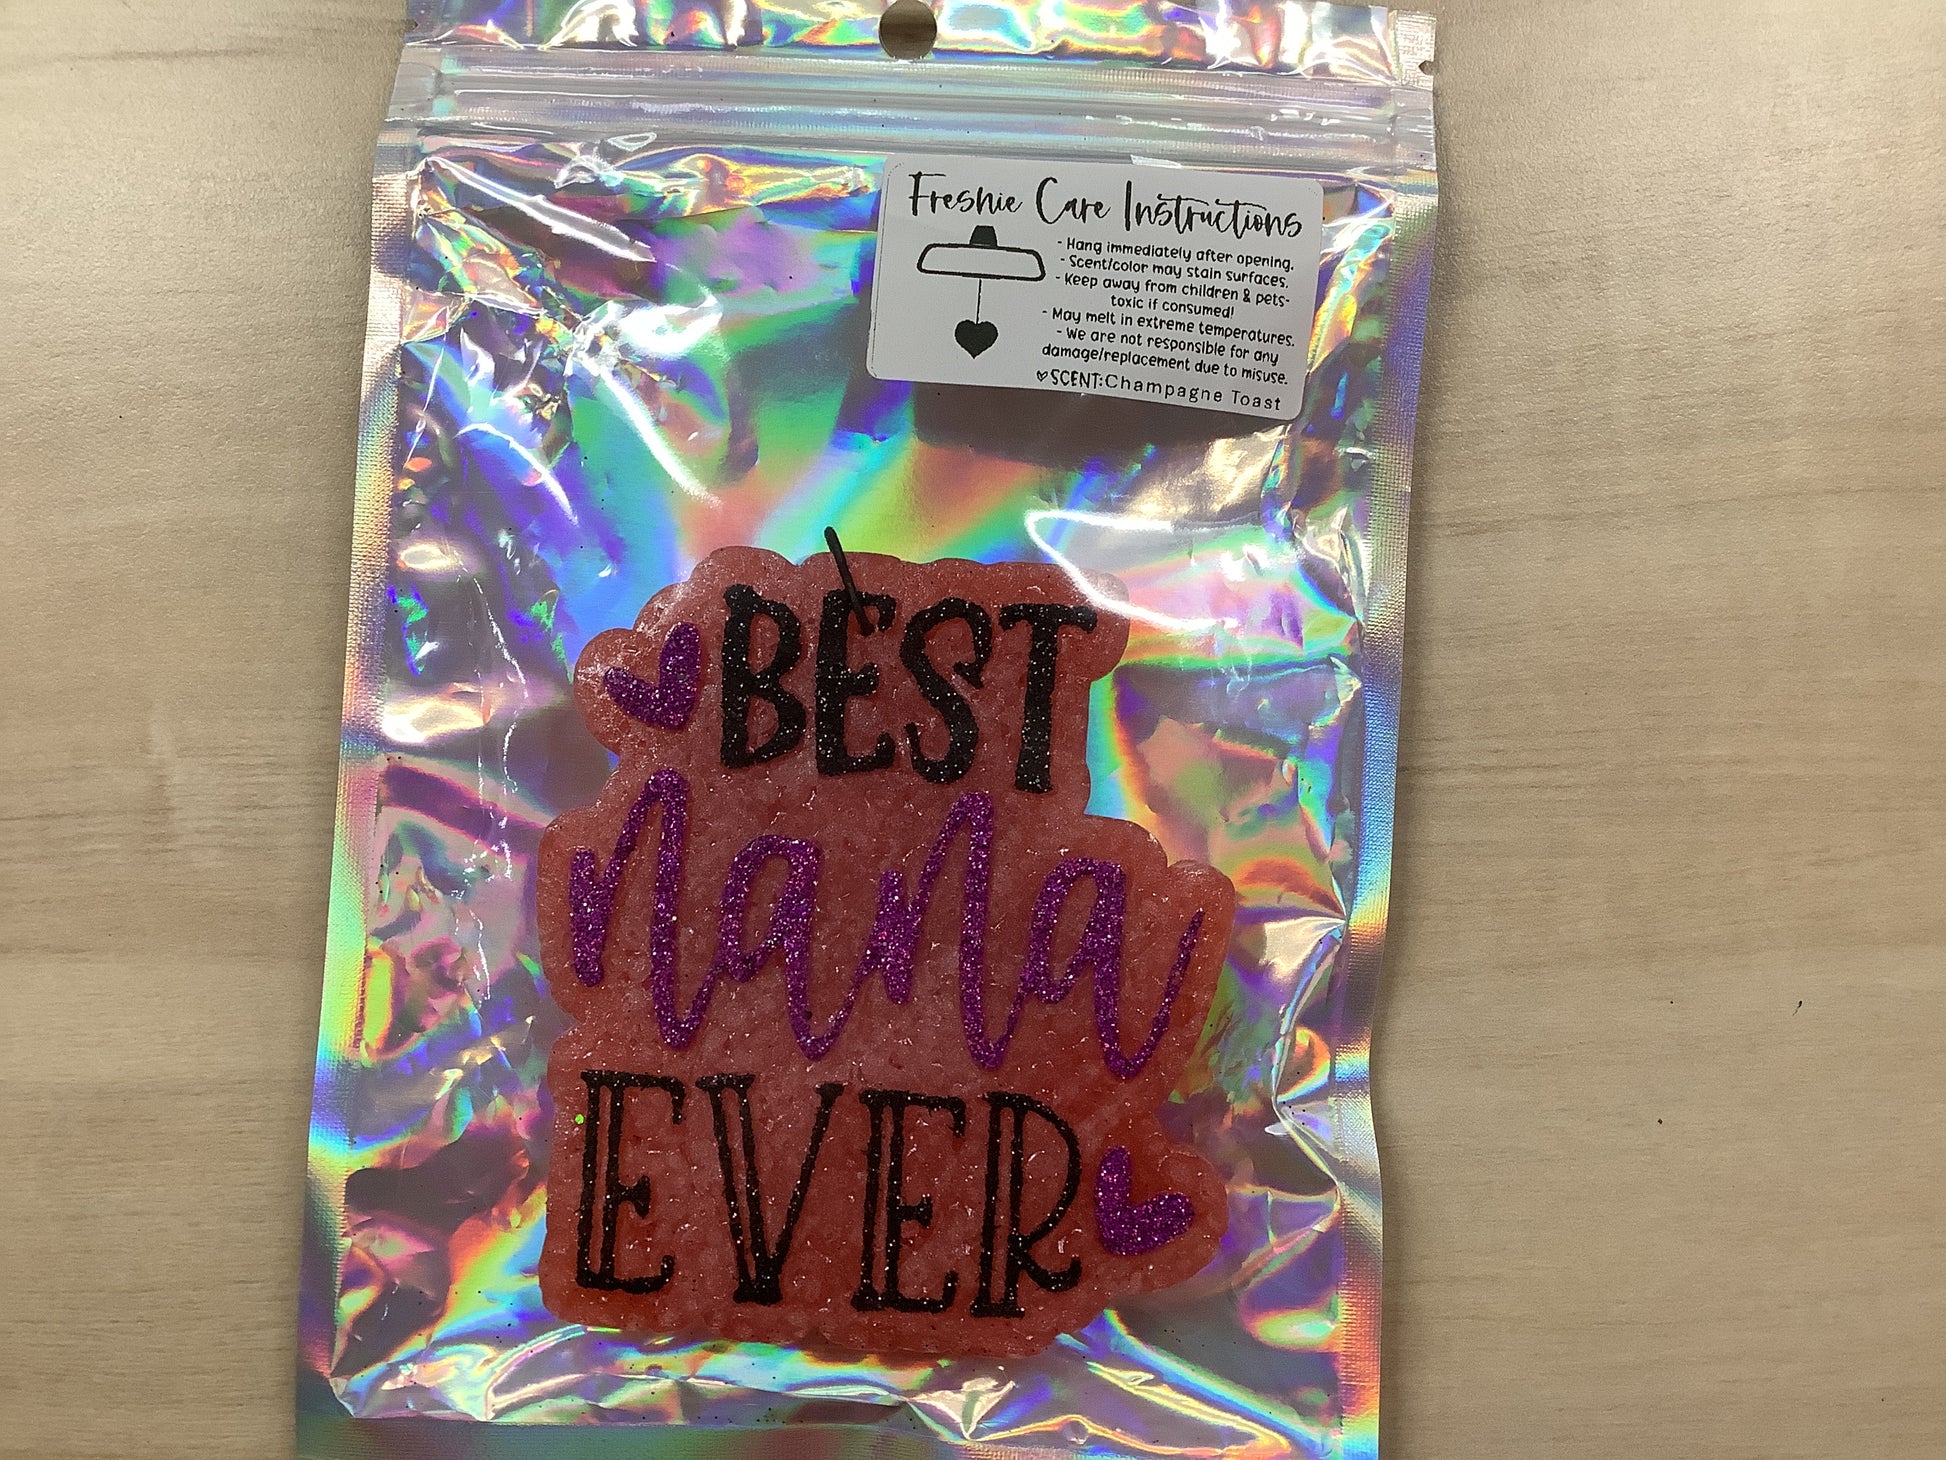 Freshie Care Instructions
- Hang immediately after opening.
- Scent/color may stain surfaces.
- Keep away from children & pets-
toxic if consumed!
- May melt in extreme temperatures.
- We are not responsible for any
damage/replacement due to misuse.
♥SCENT:Champagne Toast
BEST
nana
EVER